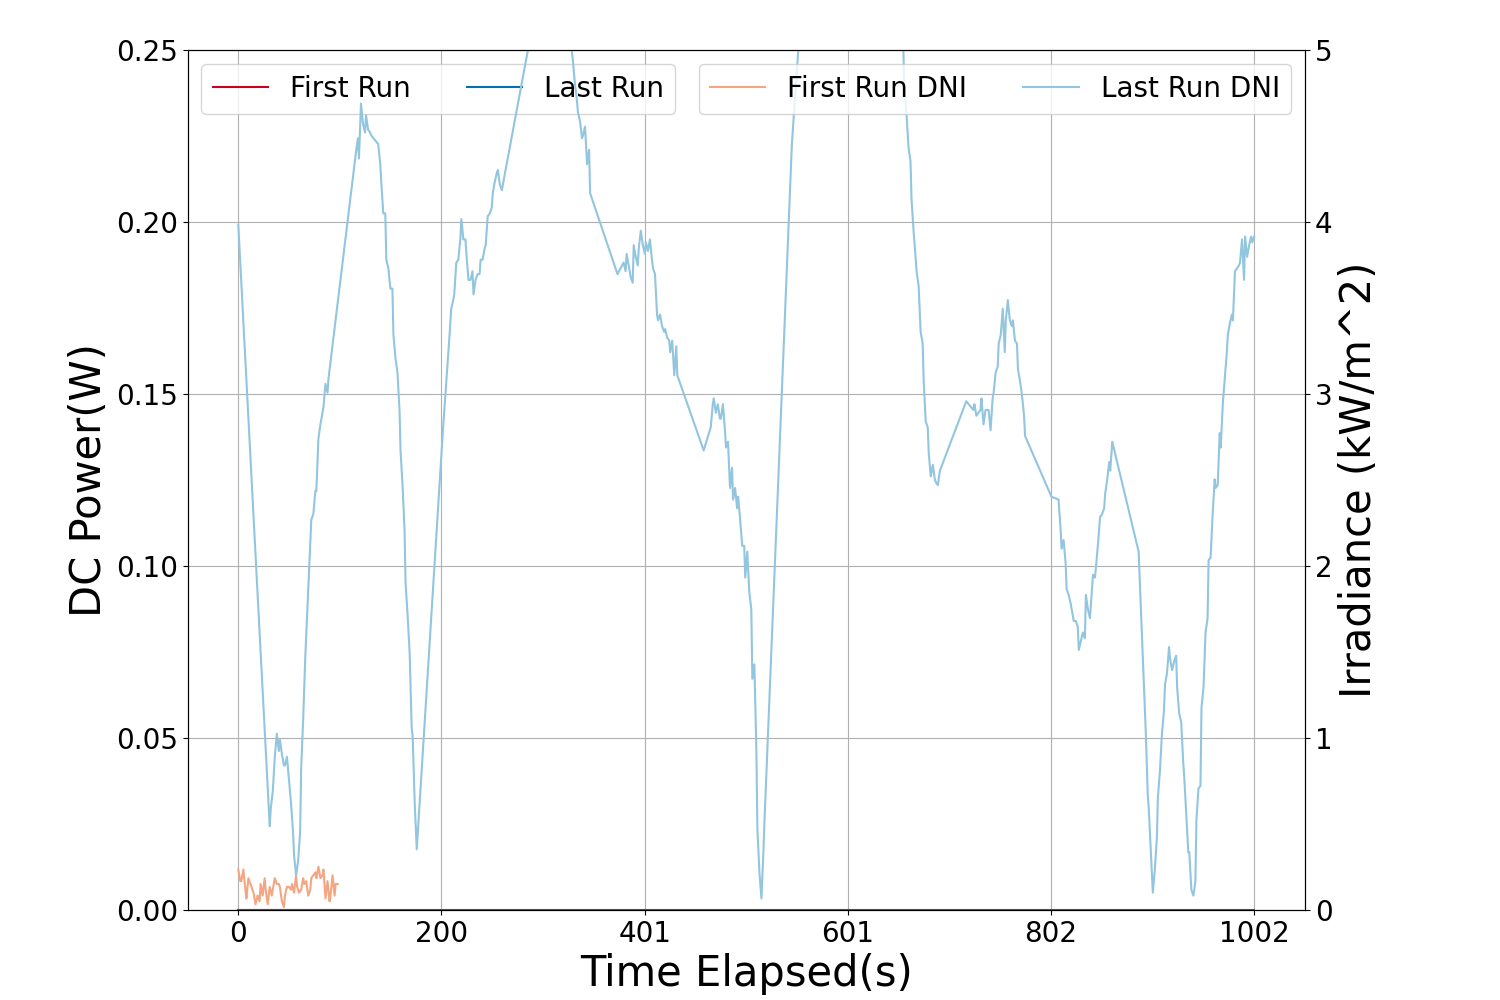 First Run Last Run First Run DNI Last Run DNI
DC Power(W)
0.25
0.20
0.15
0.10
0.05
0.00
5
4
3
2
1
0
Irradiance (kW/m^2)
0 200 401 601 802 1002
Time Elapsed(s)